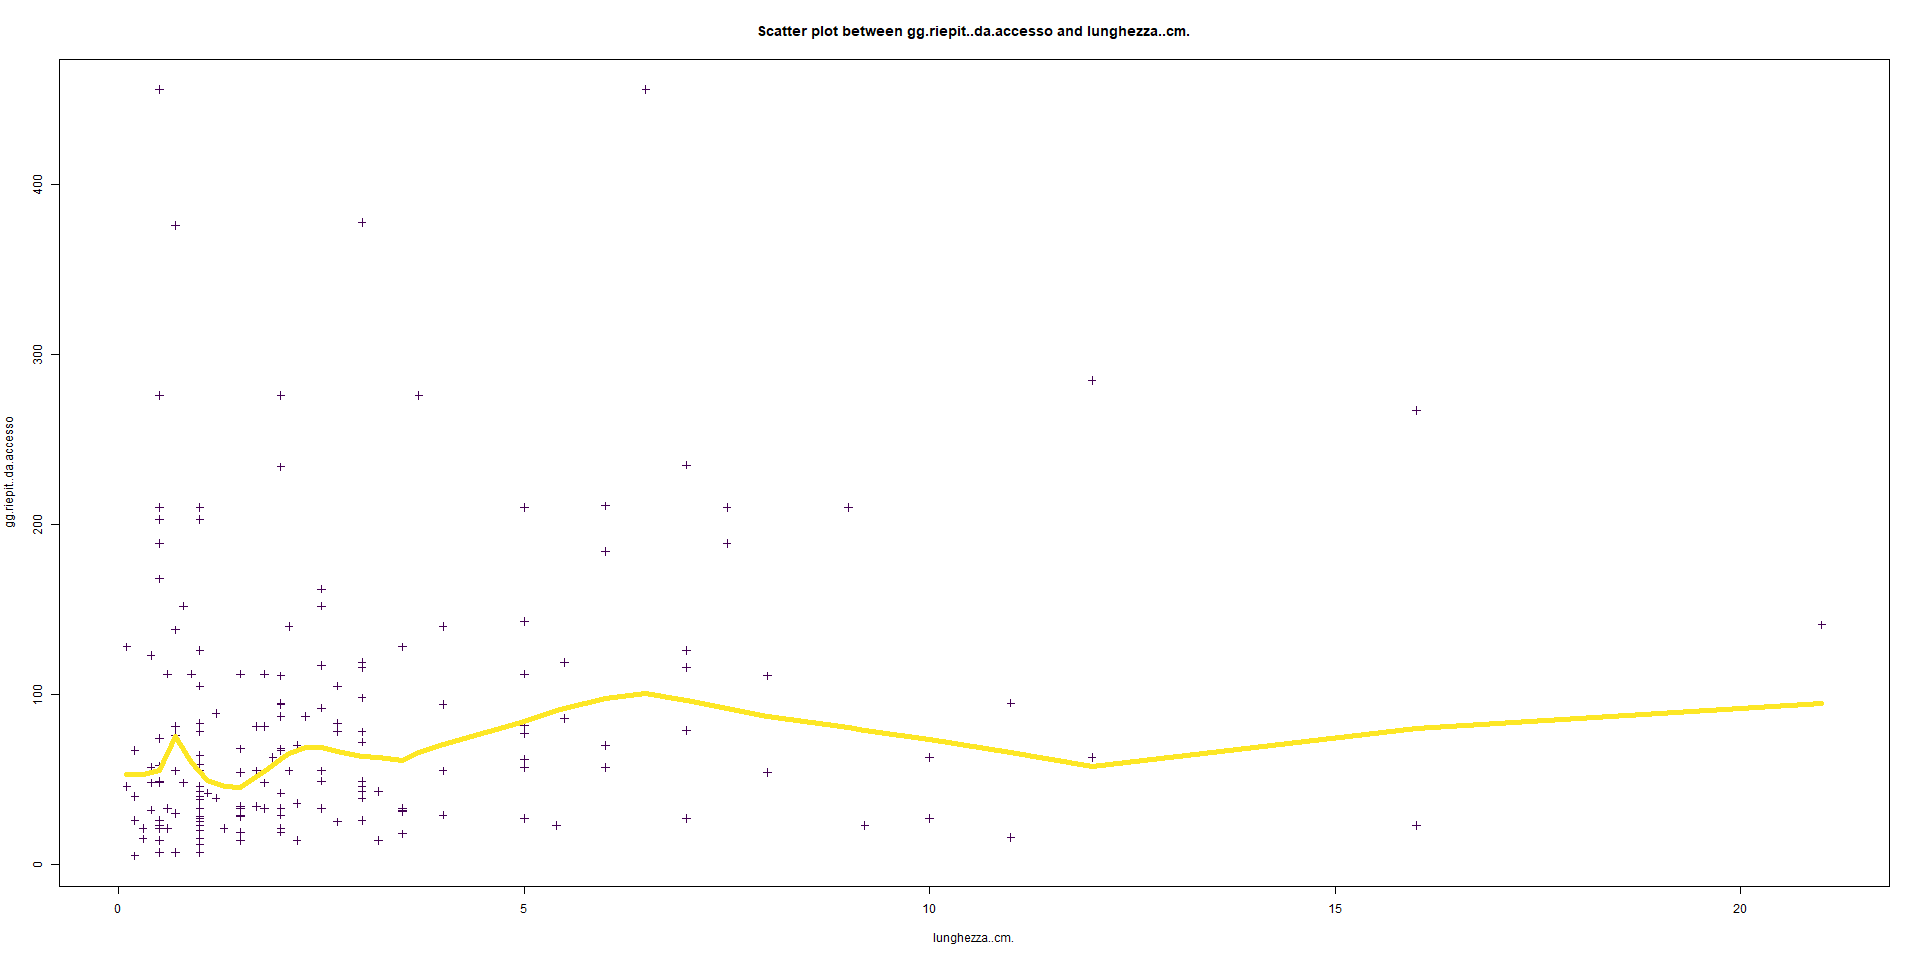 Scatter plot between gg.riepit..da.accesso and lunghezza..cm.
gg.riepit..da.accesso
400
300
200
100
0
0 5 10 15 20
lunghezza..cm.